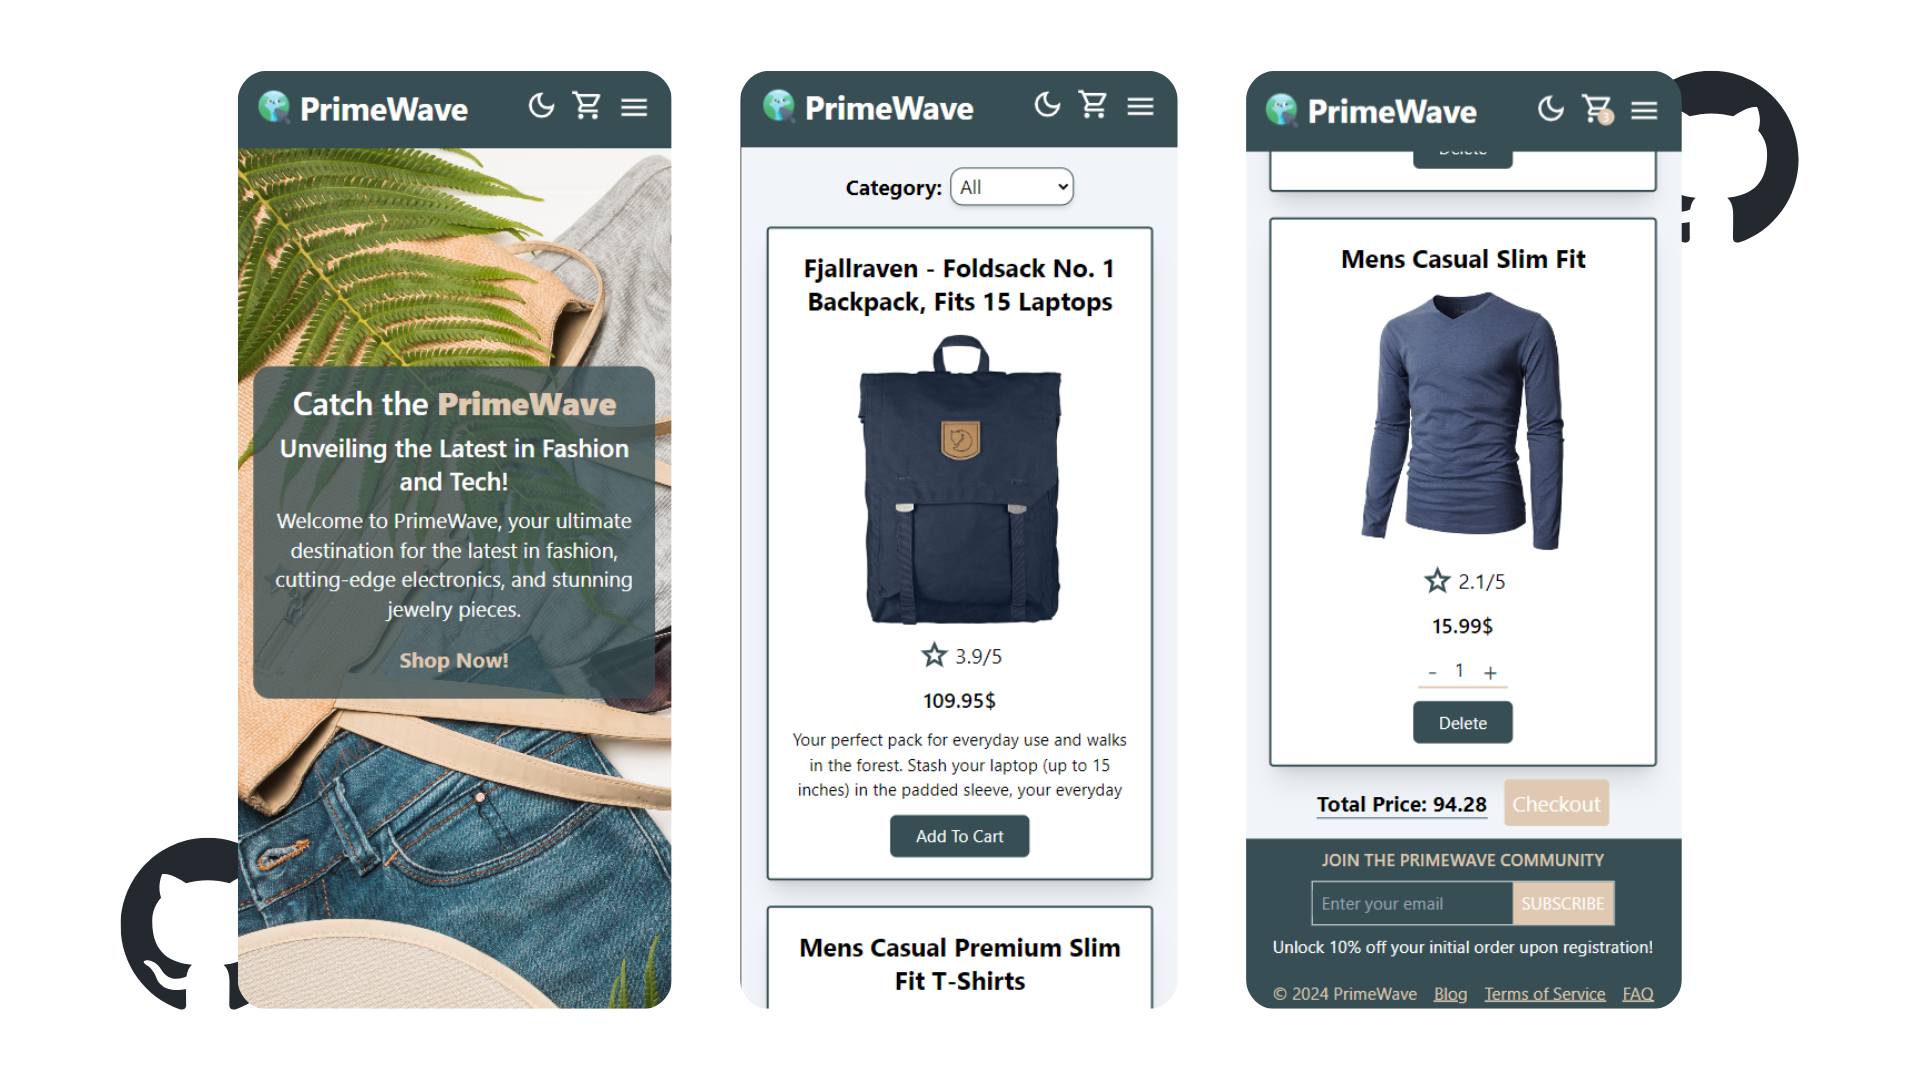 PrimeWave
Catch the PrimeWave
Unveiling the Latest in Fashion
and Tech!
Welcome to PrimeWave, your ultimate
destination for the latest in fashion,
cutting-edge electronics, and stunning
jewelry pieces.
Shop Now!
PrimeWave
Category: All
Fjallraven - Foldsack No. 1
Backpack, Fits 15 Laptops
3.9/5
109.95$
Your perfect pack for everyday use and walks
in the forest. Stash your laptop (up to 15
inches) in the padded sleeve, your everyday
Add To Cart
Mens Casual Premium Slim
Fit T-Shirts
PrimeWave
3
Delete
Mens Casual Slim Fit
2.1/5
15.99$
- 1 +
Delete
Total Price: 94.28 Checkout
JOIN THE PRIMEWAVE COMMUNITY
Enter your email SUBSCRIBE
Unlock 10% off your initial order upon registration!
© 2024 PrimeWave Blog Terms of Service FAQ